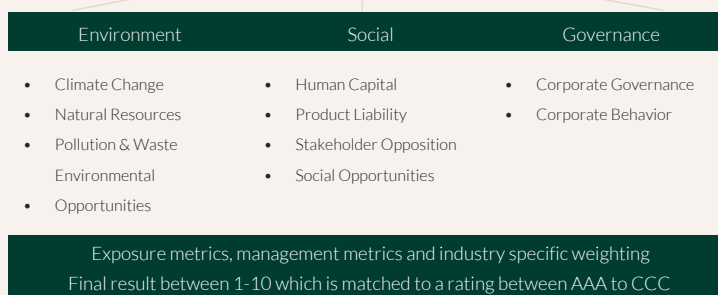 Environment
Social
Governance
• Climate Change
• Natural Resources
• Pollution & Waste
Environmental
• Opportunities
• Human Capital
• Product Liability
• Stakeholder Opposition
• Social Opportunities
• Corporate Governance
• Corporate Behavior
Exposure metrics, management metrics and industry specific weighting
Final result between 1-10 which is matched to a rating between AAA to CCC